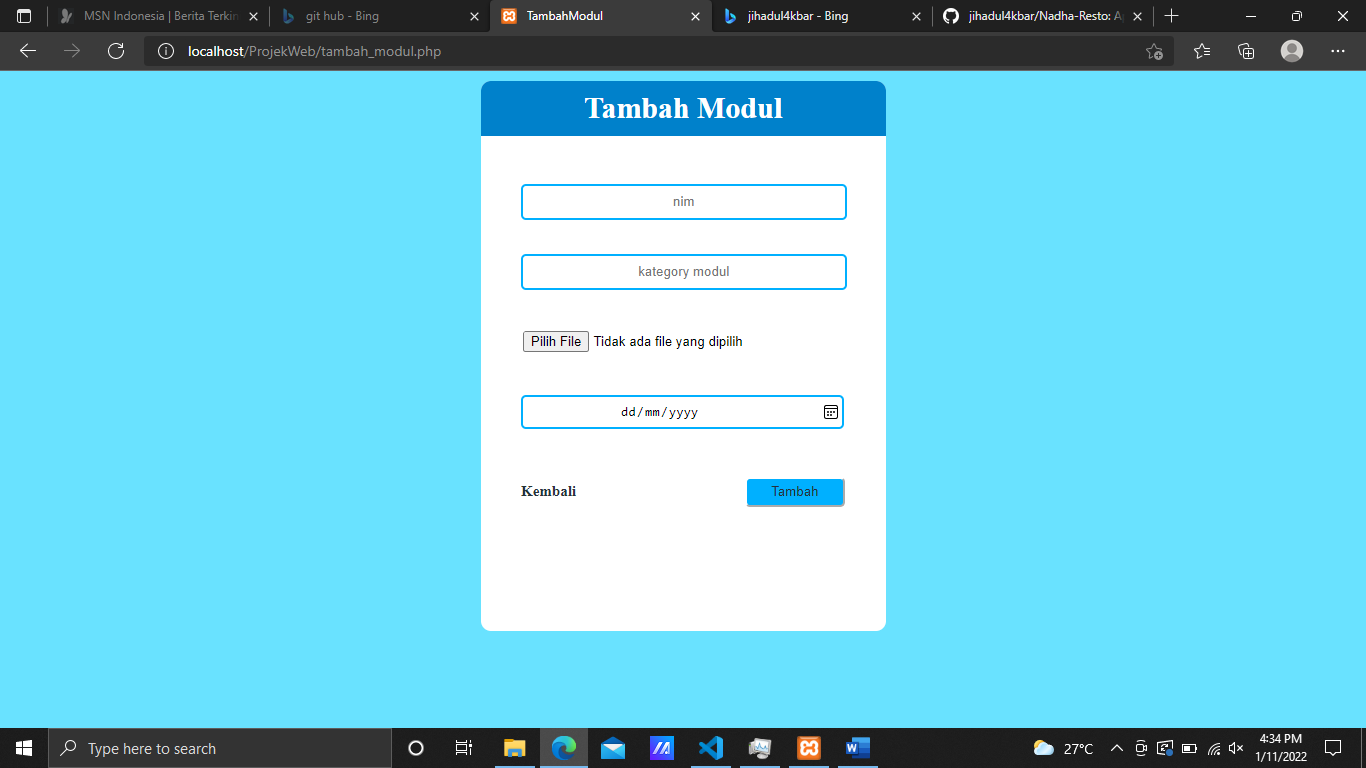 MSN Indonesia | Berita Terkin
git hub - Bing
TambahModul
jihadul4kbar - Bing
jihadul4kbar/Nadha-Resto: A
localhost/ProjekWeb/tambah_modul.php
Tambah Modul
nim
kategory modul
Pilih File Tidak ada file yang dipilih
dd/mm/yyyy
Kembali
Tambah
Type here to search
27°C
4:34 PM
1/11/2022